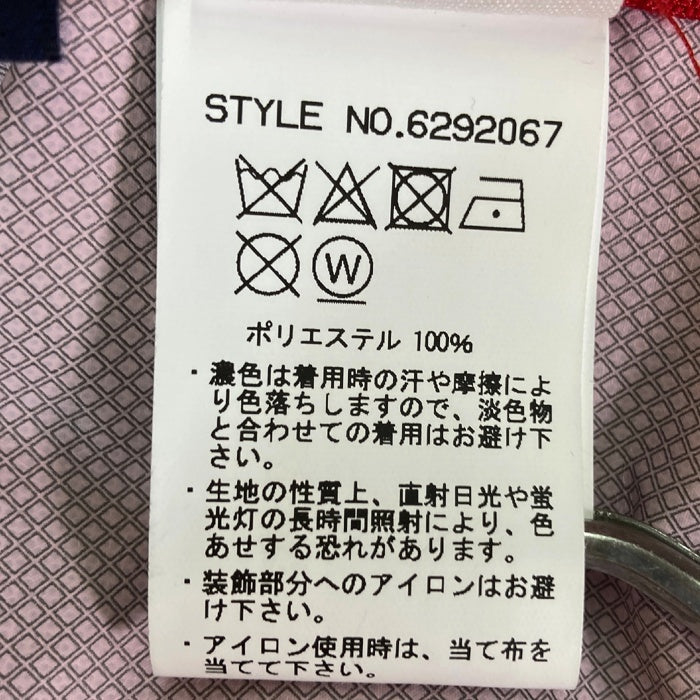 STYLE NO.6292067
W
ポリエステル 100%
・濃色は着用時の汗や摩擦によ
り色落ちしますので、淡色物
と合わせての着用はお避け下
さい。
・生地の性質上、直射日光や蛍
光灯の長時間照射により、色
あせする恐れがあります。
・装飾部分へのアイロンはお避
け下さい。
・アイロン使用時は、当て布を
当てて下さい。